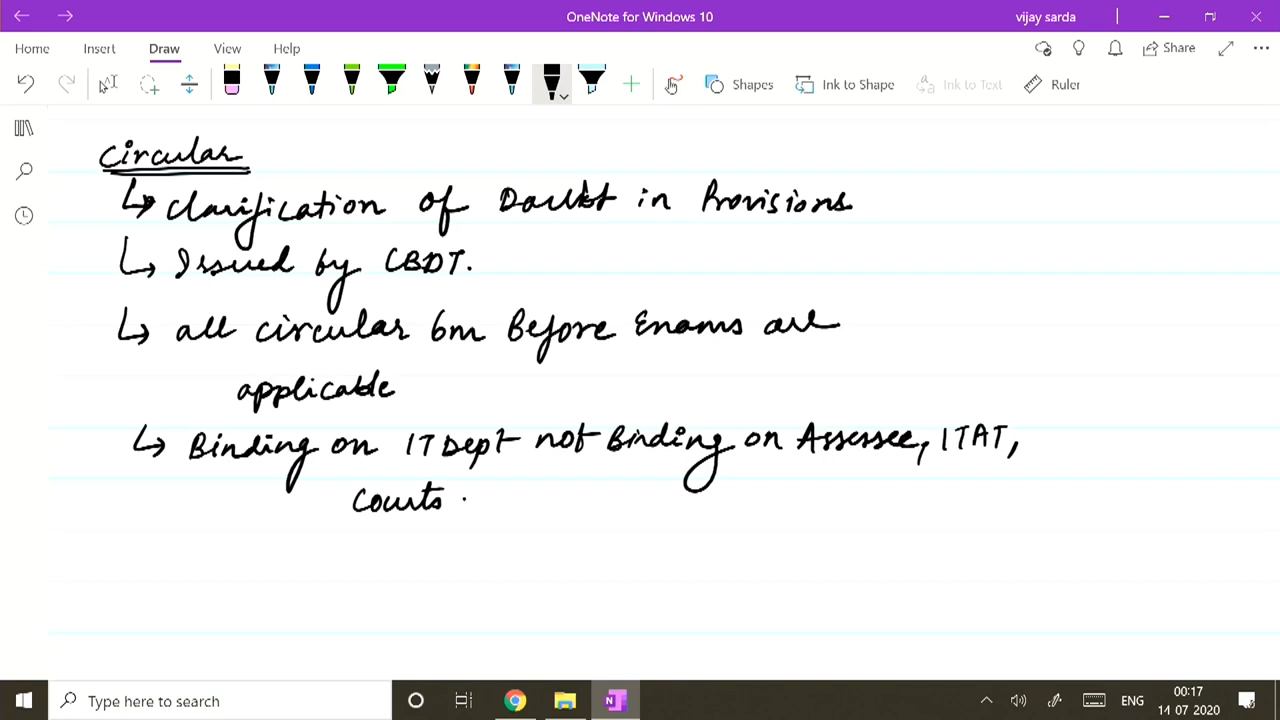 OneNote for Windows 10
vijay sarda
Home Insert Draw View Help
Share
Shapes Ink to Shape Ink to Text Ruler
Circular
↳ Clarification of Doubt in Provisions
↳ Issued by CBDT.
↳ all circular 6m Before Exams are
applicable
↳ Binding on IT Dept not Binding on Assessee, ITAT,
Courts.
Type here to search
N
ENG
00:17
14-07-2020
3